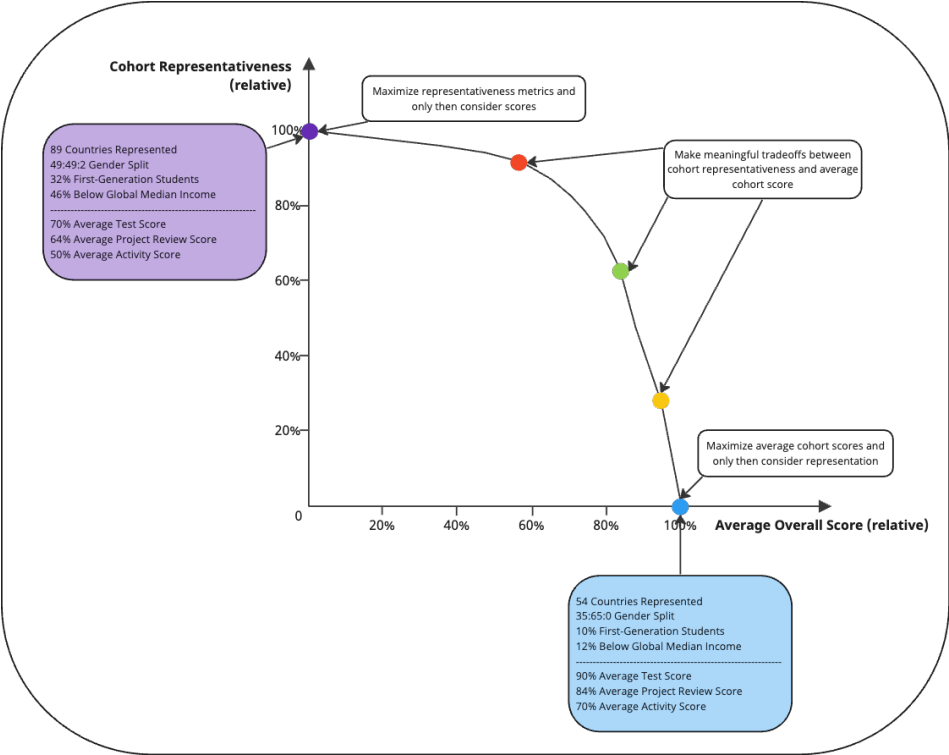 Cohort Representativeness
(relative)
Maximize representativeness metrics and
only then consider scores
100%
89 Countries Represented
49:49:2 Gender Split
32% First-Generation Students
46% Below Global Median Income
--------------------------------------------------------------
70% Average Test Score
64% Average Project Review Score
50% Average Activity Score
Make meaningful tradeoffs between
cohort representativeness and average
cohort score
80%
60%
40%
20%
Maximize average cohort scores and
only then consider representation
0
20%
40%
60%
80%
100%
Average Overall Score (relative)
54 Countries Represented
35:65:0 Gender Split
10% First-Generation Students
12% Below Global Median Income
--------------------------------------------------------------
90% Average Test Score
84% Average Project Review Score
70% Average Activity Score